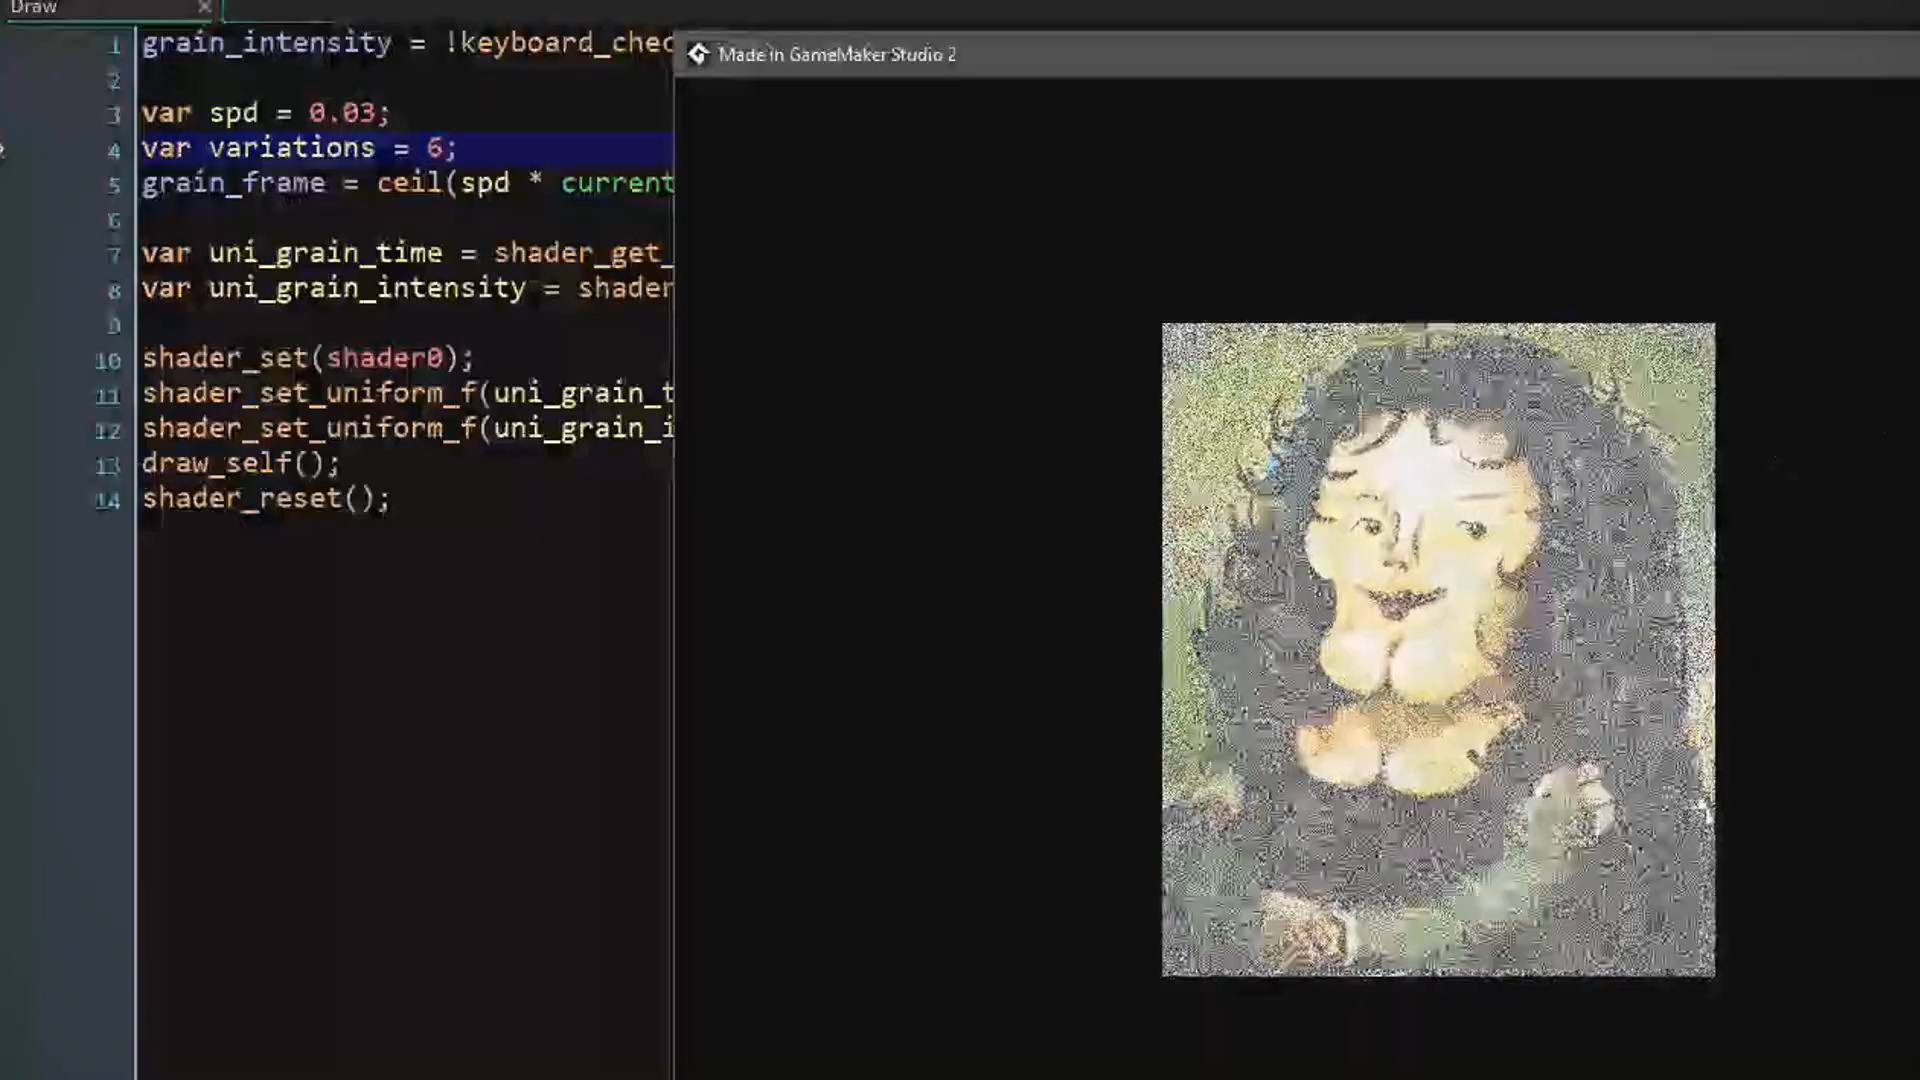 Draw
1 grain_intensity = !keyboard_chec
2
3 var spd = 0.03;
4 var variations = 6;
5 grain_frame = ceil(spd * current
6
7 var uni_grain_time = shader_get_
8 var uni_grain_intensity = shader
9
10 shader_set(shader0);
11 shader_set_uniform_f(uni_grain_t
12 shader_set_uniform_f(uni_grain_i
13 draw_self();
14 shader_reset();
Made in GameMaker Studio 2